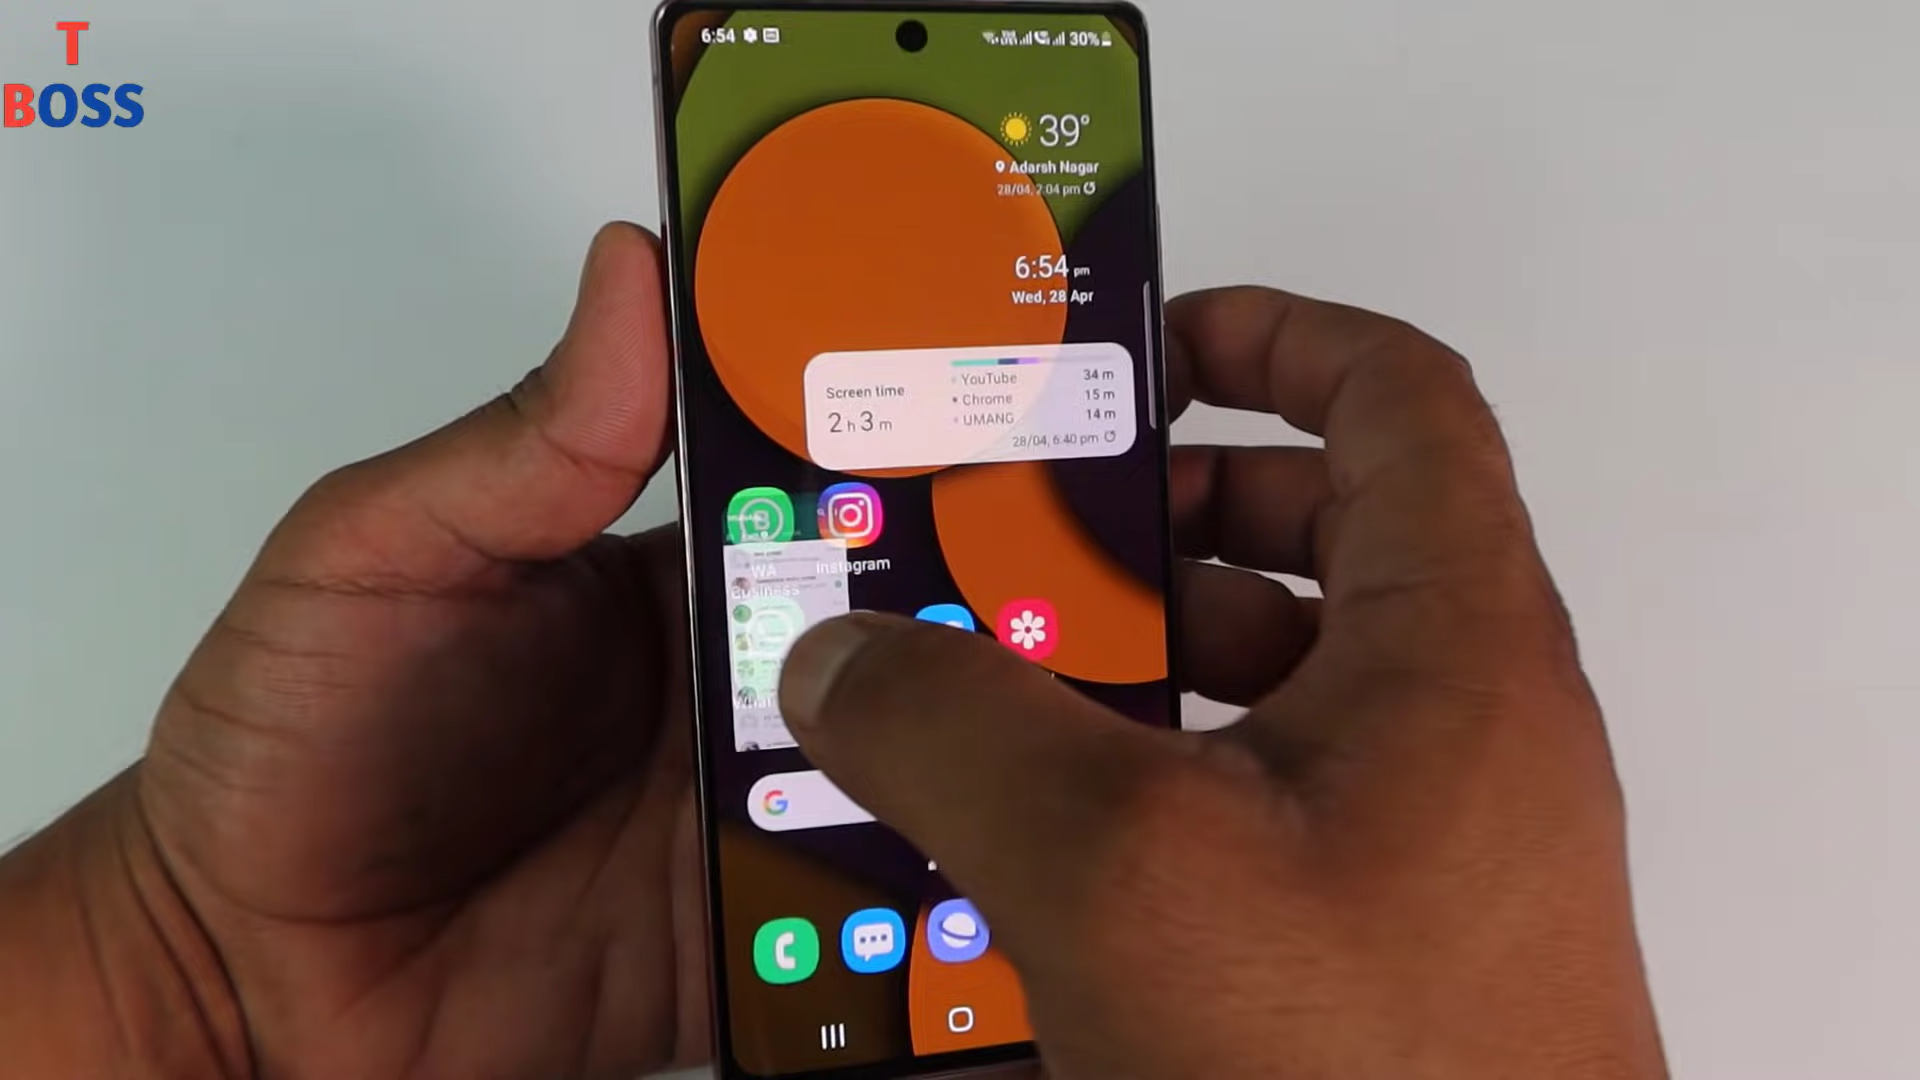 T
BOSS
6:54
30%
39°
Adarsh Nagar
28/04, 2:04 pm
6:54 pm
Wed, 28 Apr
Screen time
2 h 3 m
YouTube 34 m
Chrome 15 m
UMANG 14 m
28/04, 6:40 pm
WA
Business
Instagram